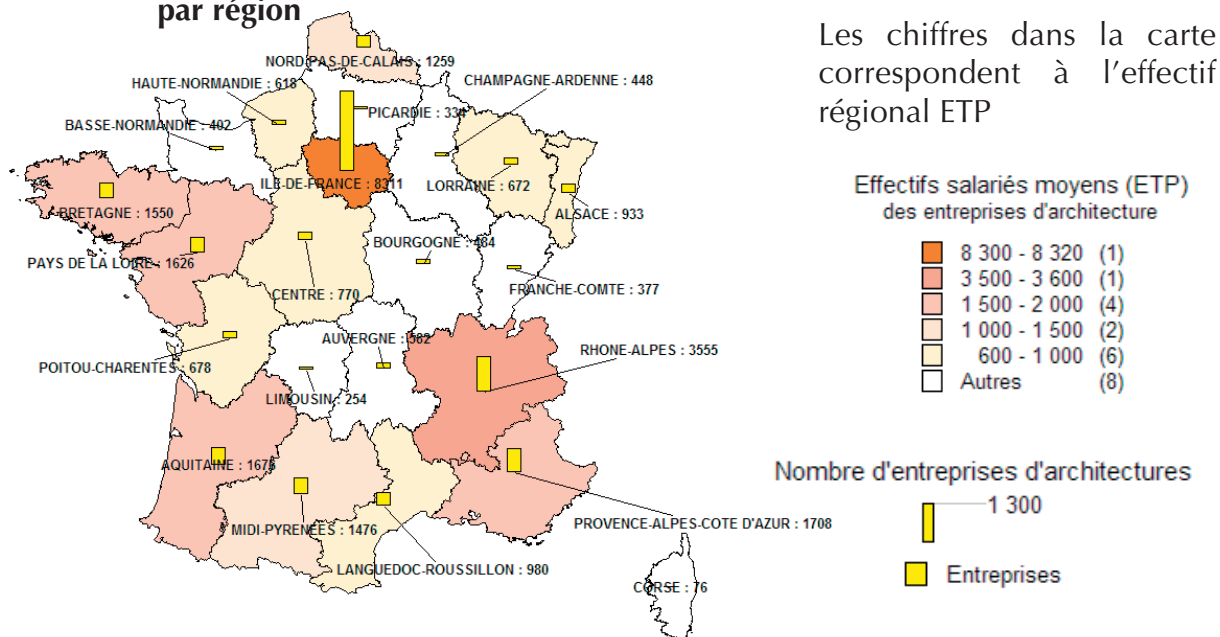 par région
Les chiffres dans la carte
correspondent à l'effectif
régional ETP
NORD-PAS-DE-CALAIS : 1259
HAUTE-NORMANDIE : 618
CHAMPAGNE-ARDENNE : 448
PICARDIE : 334
BASSE-NORMANDIE : 402
ILE-DE-FRANCE : 8311
LORRAINE : 672
BRETAGNE : 1550
ALSACE : 933
BOURGOGNE : 484
PAYS DE LA LOIRE : 1626
CENTRE : 770
FRANCHE-COMTE : 377
AUVERGNE : 582
RHONE-ALPES : 3555
POITOU-CHARENTES : 678
LIMOUSIN : 254
AQUITAINE : 1675
MIDI-PYRENEES : 1476
PROVENCE-ALPES-COTE D'AZUR : 1708
LANGUEDOC-ROUSSILLON : 980
CORSE : 76
Effectifs salariés moyens (ETP)
des entreprises d'architecture
8 300 - 8 320 (1)
3 500 - 3 600 (1)
1 500 - 2 000 (4)
1 000 - 1 500 (2)
600 - 1 000 (6)
Autres (8)
Nombre d'entreprises d'architectures
1 300
Entreprises